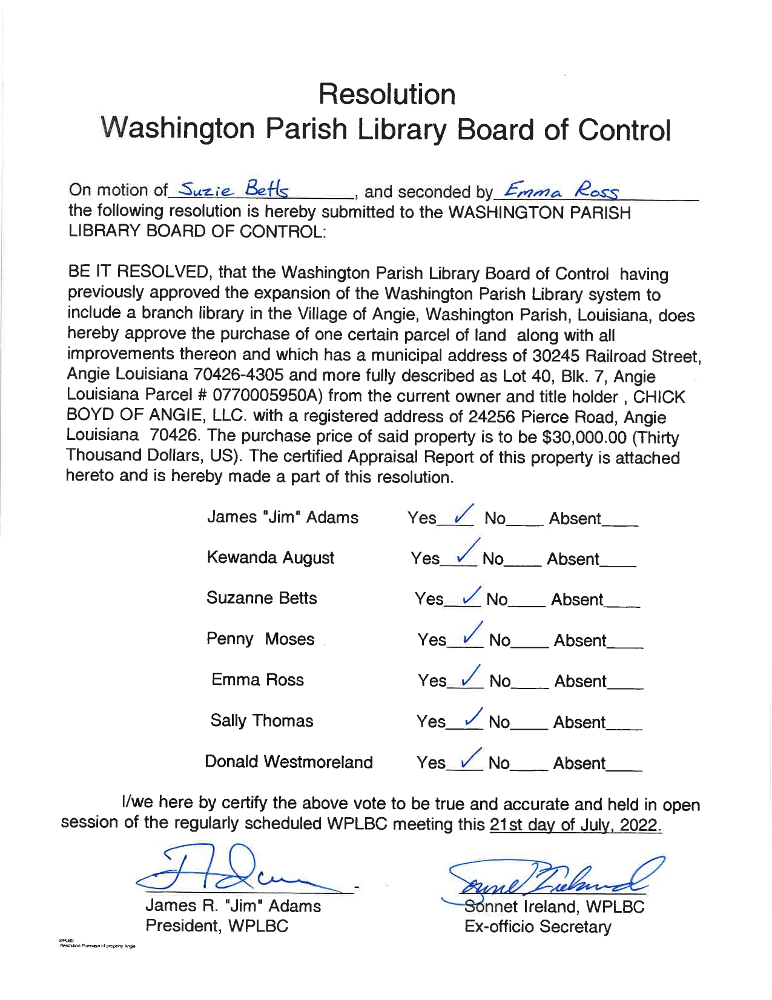 Resolution
Washington Parish Library Board of Control
On motion of Suzie Betts, and seconded by Emma Ross
the following resolution is hereby submitted to the WASHINGTON PARISH
LIBRARY BOARD OF CONTROL:
BE IT RESOLVED, that the Washington Parish Library Board of Control having
previously approved the expansion of the Washington Parish Library system to
include a branch library in the Village of Angie, Washington Parish, Louisiana, does
hereby approve the purchase of one certain parcel of land along with all
improvements thereon and which has a municipal address of 30245 Railroad Street,
Angie Louisiana 70426-4305 and more fully described as Lot 40, Blk. 7, Angie
Louisiana Parcel # 0770005950A) from the current owner and title holder , CHICK
BOYD OF ANGIE, LLC. with a registered address of 24256 Pierce Road, Angie
Louisiana 70426. The purchase price of said property is to be $30,000.00 (Thirty
Thousand Dollars, US). The certified Appraisal Report of this property is attached
hereto and is hereby made a part of this resolution.
James "Jim" Adams Yes ✓ No____ Absent____
Kewanda August Yes ✓ No____ Absent____
Suzanne Betts Yes ✓ No____ Absent____
Penny Moses Yes ✓ No____ Absent____
Emma Ross Yes ✓ No____ Absent____
Sally Thomas Yes ✓ No____ Absent____
Donald Westmoreland Yes ✓ No____ Absent____
I/we here by certify the above vote to be true and accurate and held in open
session of the regularly scheduled WPLBC meeting this 21st day of July, 2022.
James R. "Jim" Adams Sonnet Ireland, WPLBC
President, WPLBC Ex-officio Secretary
WPLBC
Resolution Purchase of property Angie